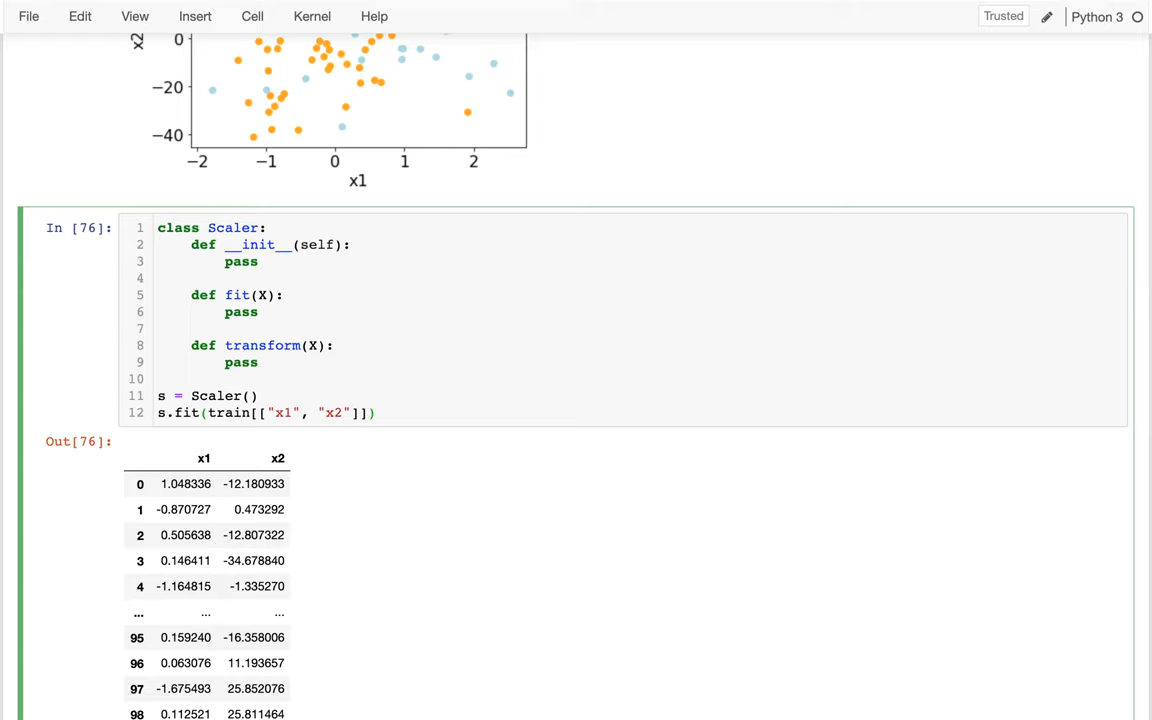 File Edit View Insert Cell Kernel Help Trusted Python 3
x2
0
−20
−40
−2 −1 0 1 2
x1
In [76]:
1 class Scaler:
2     def __init__(self):
3         pass
4
5     def fit(X):
6         pass
7
8     def transform(X):
9         pass
10
11 s = Scaler()
12 s.fit(train[["x1", "x2"]])
Out[76]:
x1 x2
0 1.048336 -12.180933
1 -0.870727 0.473292
2 0.505638 -12.807322
3 0.146411 -34.678840
4 -1.164815 -1.335270
... ... ...
95 0.159240 -16.358006
96 0.063076 11.193657
97 -1.675493 25.852076
98 0.112521 25.811464